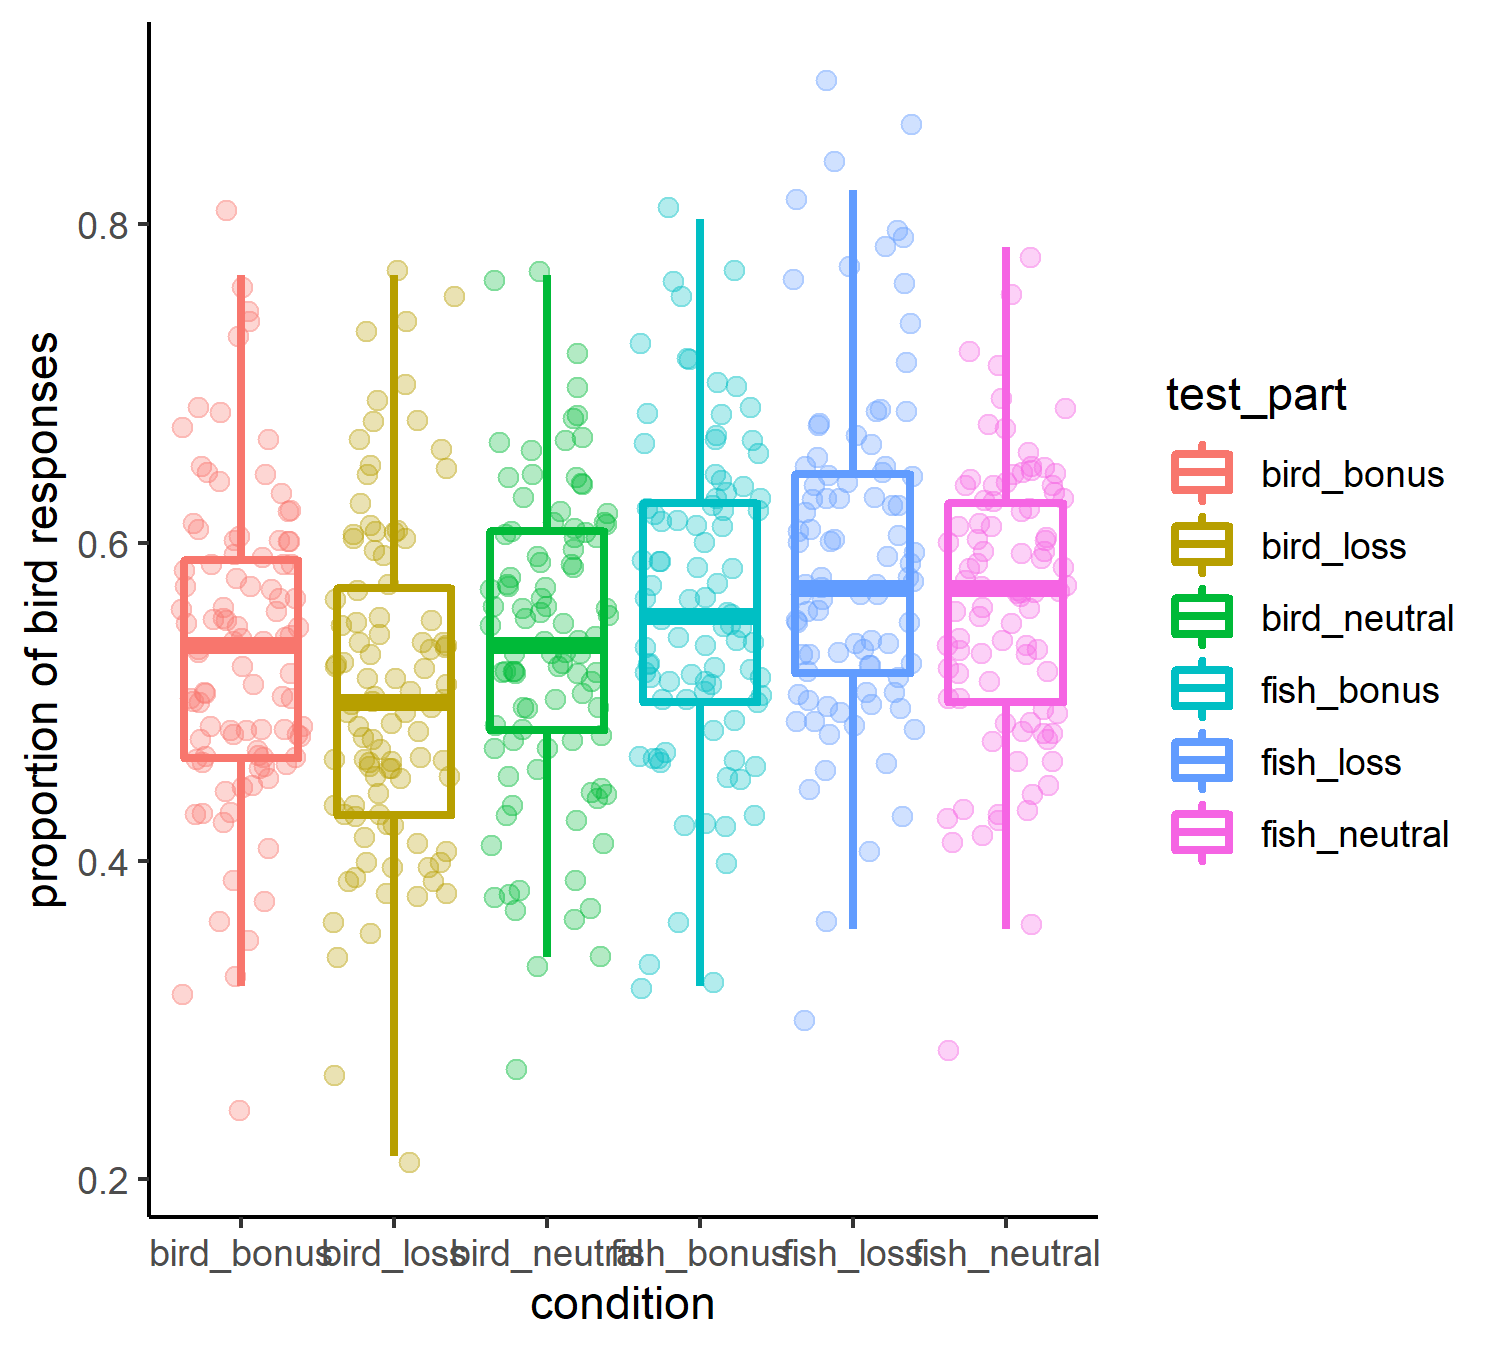 proportion of bird responses
0.8
0.6
0.4
0.2
bird_bonus
bird_loss
bird_neutral
fish_bonus
fish_loss
fish_neutral
condition
test_part
bird_bonus
bird_loss
bird_neutral
fish_bonus
fish_loss
fish_neutral